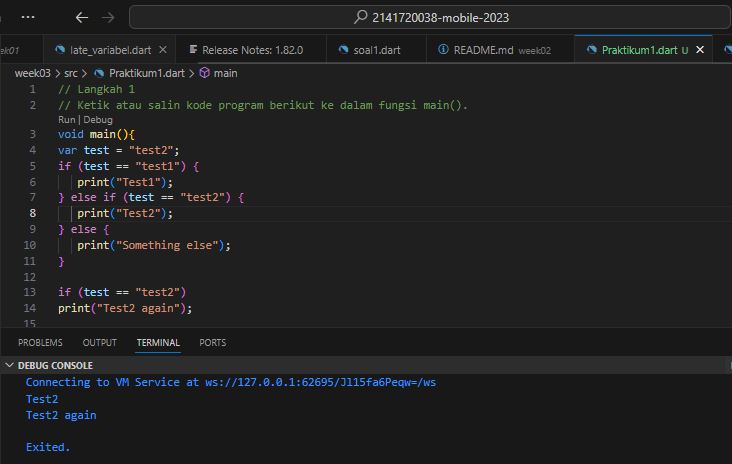 2141720038-mobile-2023
ek01 late_variabel.dart Release Notes: 1.82.0 soal1.dart README.md week02 Praktikum1.dart U
week03 > src > Praktikum1.dart > main
1 // Langkah 1
2 // Ketik atau salin kode program berikut ke dalam fungsi main().
Run | Debug
3 void main(){
4 var test = "test2";
5 if (test == "test1") {
6 print("Test1");
7 } else if (test == "test2") {
8 print("Test2");
9 } else {
10 print("Something else");
11 }
12
13 if (test == "test2")
14 print("Test2 again");
15
PROBLEMS OUTPUT TERMINAL PORTS
DEBUG CONSOLE
Connecting to VM Service at ws://127.0.0.1:62695/Jl15fa6Peqw=/ws
Test2
Test2 again
Exited.